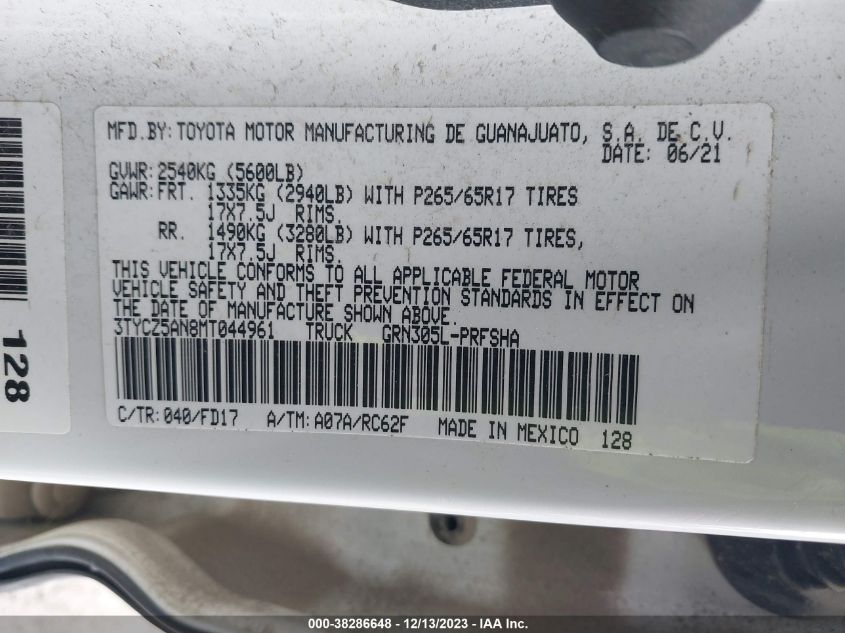 MFD.BY: TOYOTA MOTOR MANUFACTURING DE GUANAJUATO, S.A. DE C.V.
DATE: 06/21
GVWR: 2540KG (5600LB)
GAWR: FRT. 1335KG (2940LB) WITH P265/65R17 TIRES
17X7.5J RIMS.
RR. 1490KG (3280LB) WITH P265/65R17 TIRES,
17X7.5J RIMS.
THIS VEHICLE CONFORMS TO ALL APPLICABLE FEDERAL MOTOR
VEHICLE SAFETY AND THEFT PREVENTION STANDARDS IN EFFECT ON
THE DATE OF MANUFACTURE SHOWN ABOVE.
3TYCZ5AN8MT044961 TRUCK GRN305L-PRFSHA
C/TR: 040/FD17 A/TM: A07A/RC62F MADE IN MEXICO 128
128
000-38286648 - 12/13/2023 - IAA Inc.